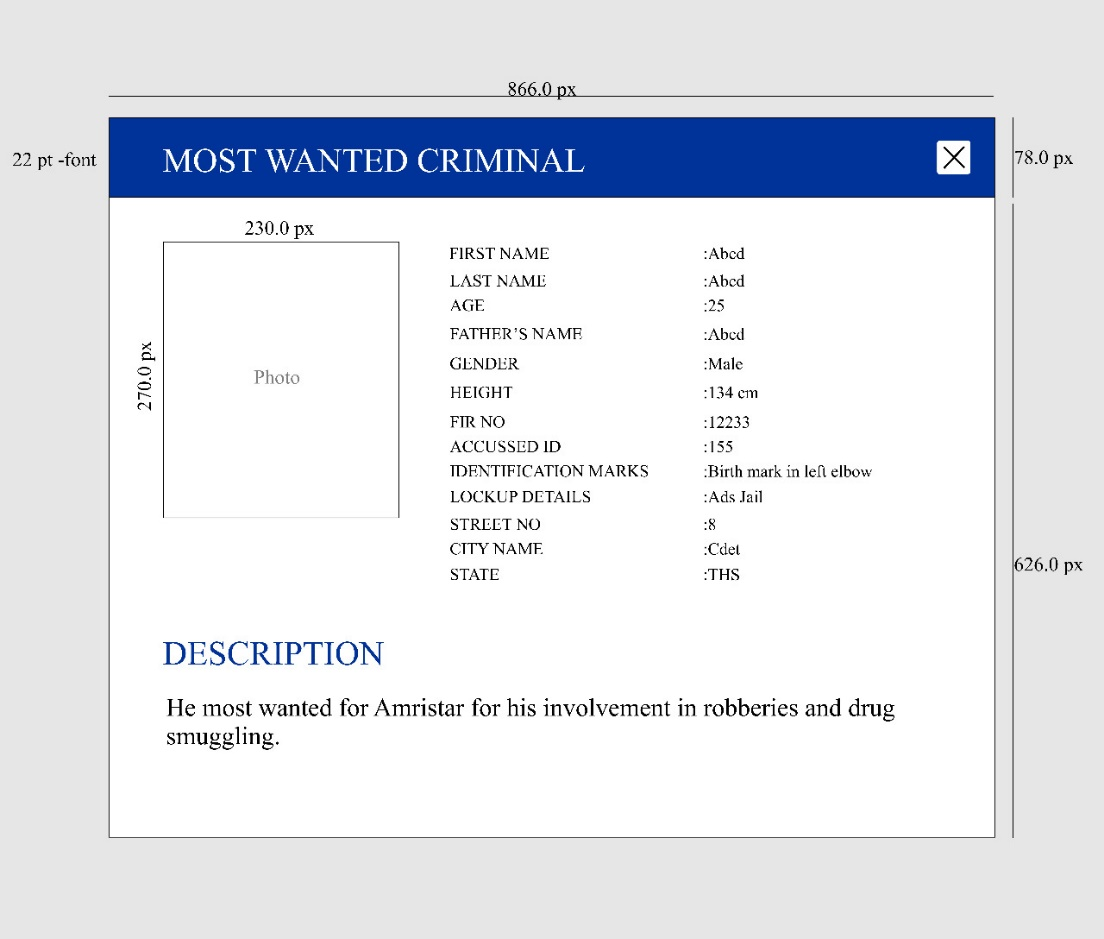 866.0 px
22 pt -font
MOST WANTED CRIMINAL
78.0 px
230.0 px
270.0 px
Photo
FIRST NAME :Abcd
LAST NAME :Abcd
AGE :25
FATHER’S NAME :Abcd
GENDER :Male
HEIGHT :134 cm
FIR NO :12233
ACCUSSED ID :155
IDENTIFICATION MARKS :Birth mark in left elbow
LOCKUP DETAILS :Ads Jail
STREET NO :8
CITY NAME :Cdet
STATE :THS
626.0 px
DESCRIPTION
He most wanted for Amristar for his involvement in robberies and drug
smuggling.